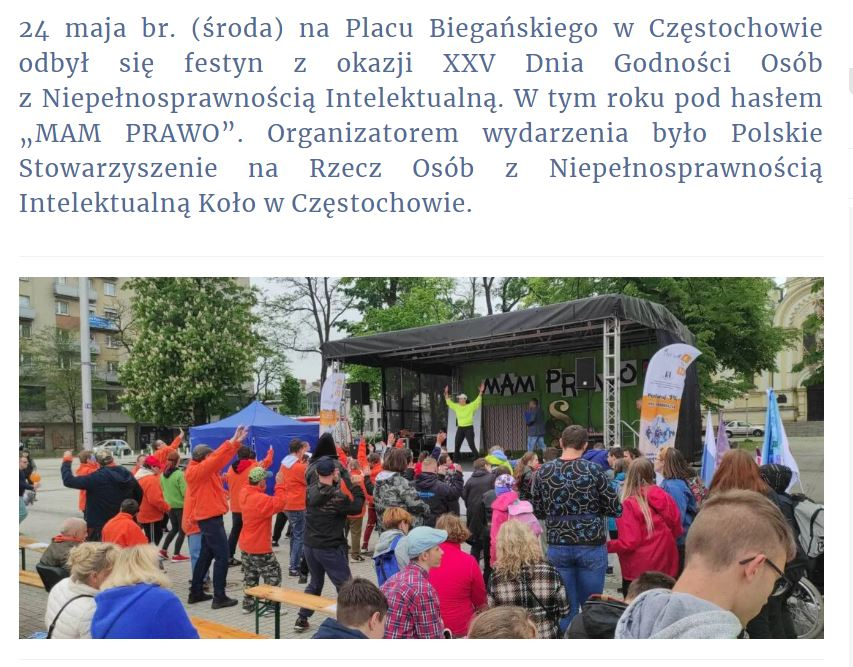 24 maja br. (środa) na Placu Biegańskiego w Częstochowie
odbył się festyn z okazji XXV Dnia Godności Osób
z Niepełnosprawnością Intelektualną. W tym roku pod hasłem
„MAM PRAWO”. Organizatorem wydarzenia było Polskie
Stowarzyszenie na Rzecz Osób z Niepełnosprawnością
Intelektualną Koło w Częstochowie.
MAM PRAWO